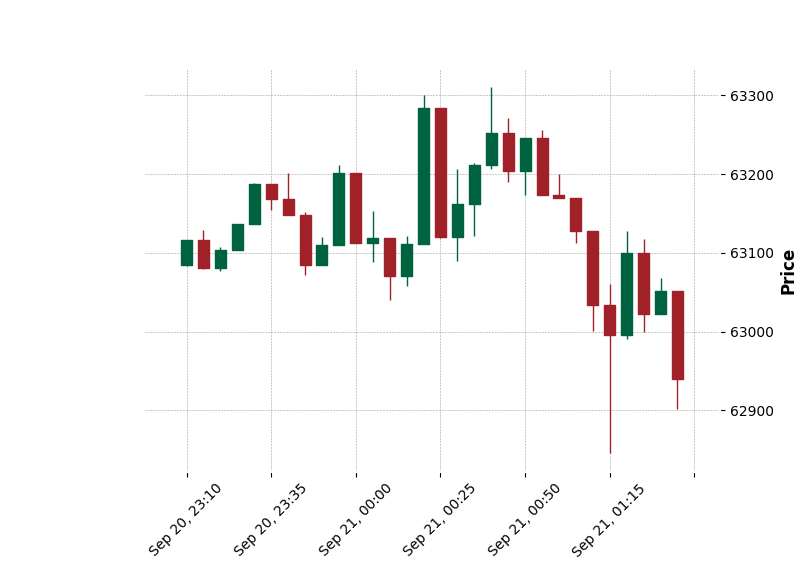 63300
63200
63100
63000
62900
Price
Sep 20, 23:10
Sep 20, 23:35
Sep 21, 00:00
Sep 21, 00:25
Sep 21, 00:50
Sep 21, 01:15